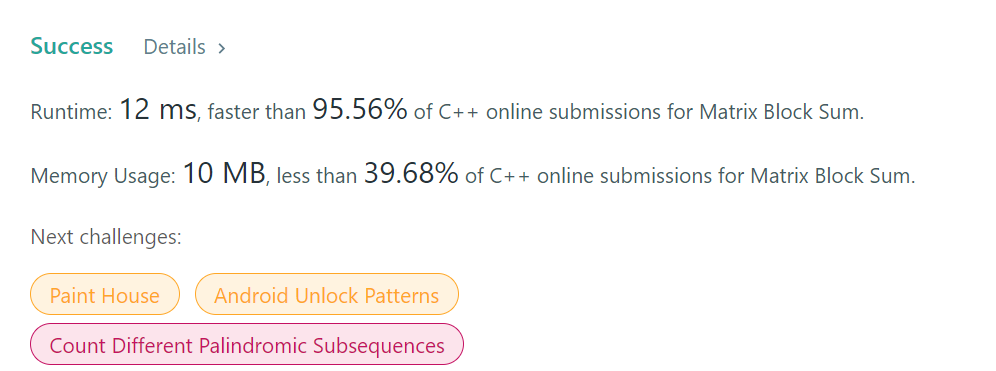 Success Details >
Runtime: 12 ms, faster than 95.56% of C++ online submissions for Matrix Block Sum.
Memory Usage: 10 MB, less than 39.68% of C++ online submissions for Matrix Block Sum.
Next challenges:
Paint House Android Unlock Patterns
Count Different Palindromic Subsequences